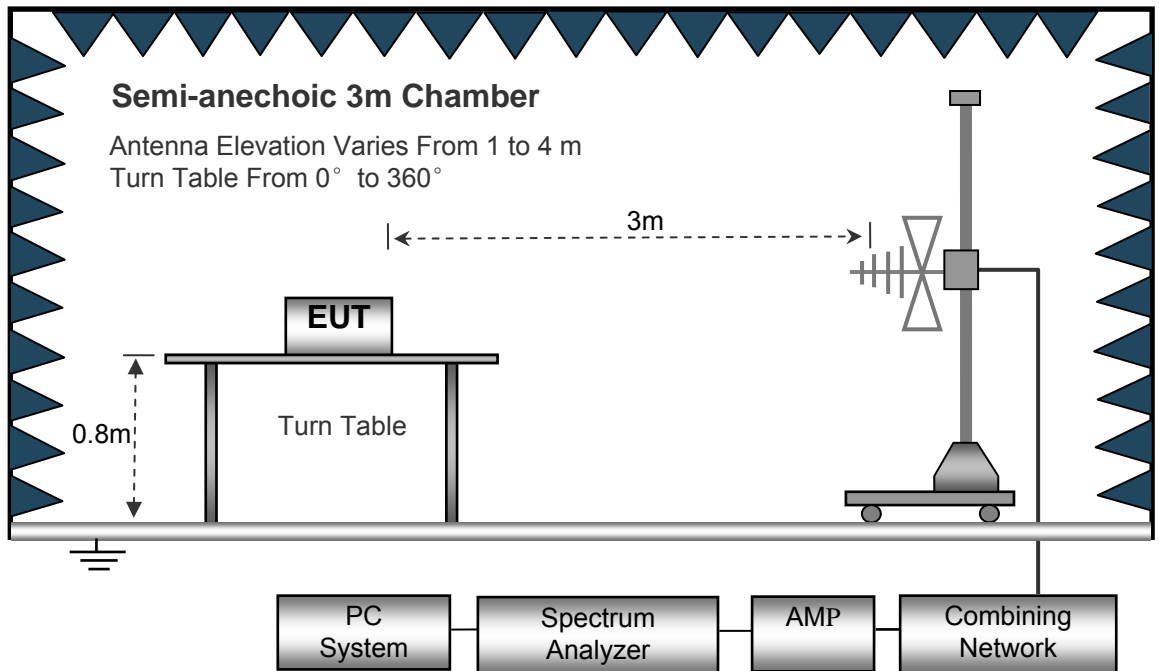 Semi-anechoic 3m Chamber
Antenna Elevation Varies From 1 to 4 m
Turn Table From 0° to 360°
3m
EUT
0.8m
Turn Table
PC
System
Spectrum
Analyzer
AMP
Combining
Network